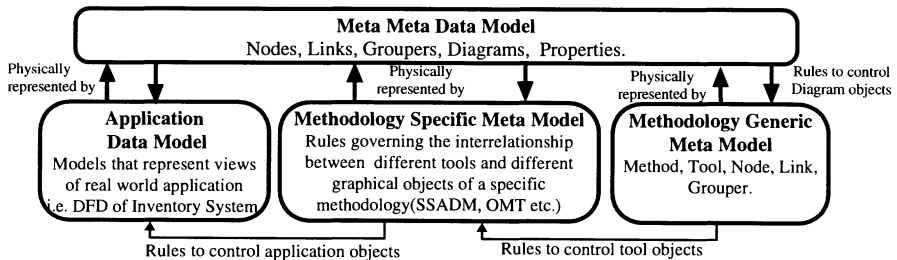 Meta Meta Data Model
Nodes, Links, Groupers, Diagrams, Properties.
Physically
represented by
Physically
represented by
Physically
represented by
Rules to control
Diagram objects
Application
Data Model
Models that represent views
of real world application
i.e. DFD of Inventory System
Methodology Specific Meta Model
Rules governing the interrelationship
between different tools and different
graphical objects of a specific
methodology(SSADM, OMT etc.)
Methodology Generic
Meta Model
Method, Tool, Node, Link,
Grouper.
Rules to control application objects
Rules to control tool objects